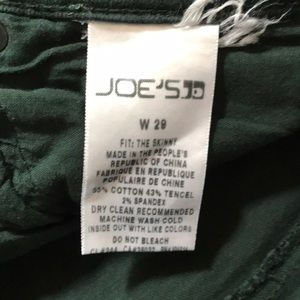 JOE'S JD
W 29
FIT: THE SKINNY
MADE IN THE PEOPLE'S
REPUBLIC OF CHINA
FABRIQUE EN REPUBLIQUE
POPULAIRE DE CHINE
55% COTTON 43% TENCEL
2% SPANDEX
DRY CLEAN RECOMMENDED
MACHINE WASH COLD
INSIDE OUT WITH LIKE COLORS
DO NOT BLEACH